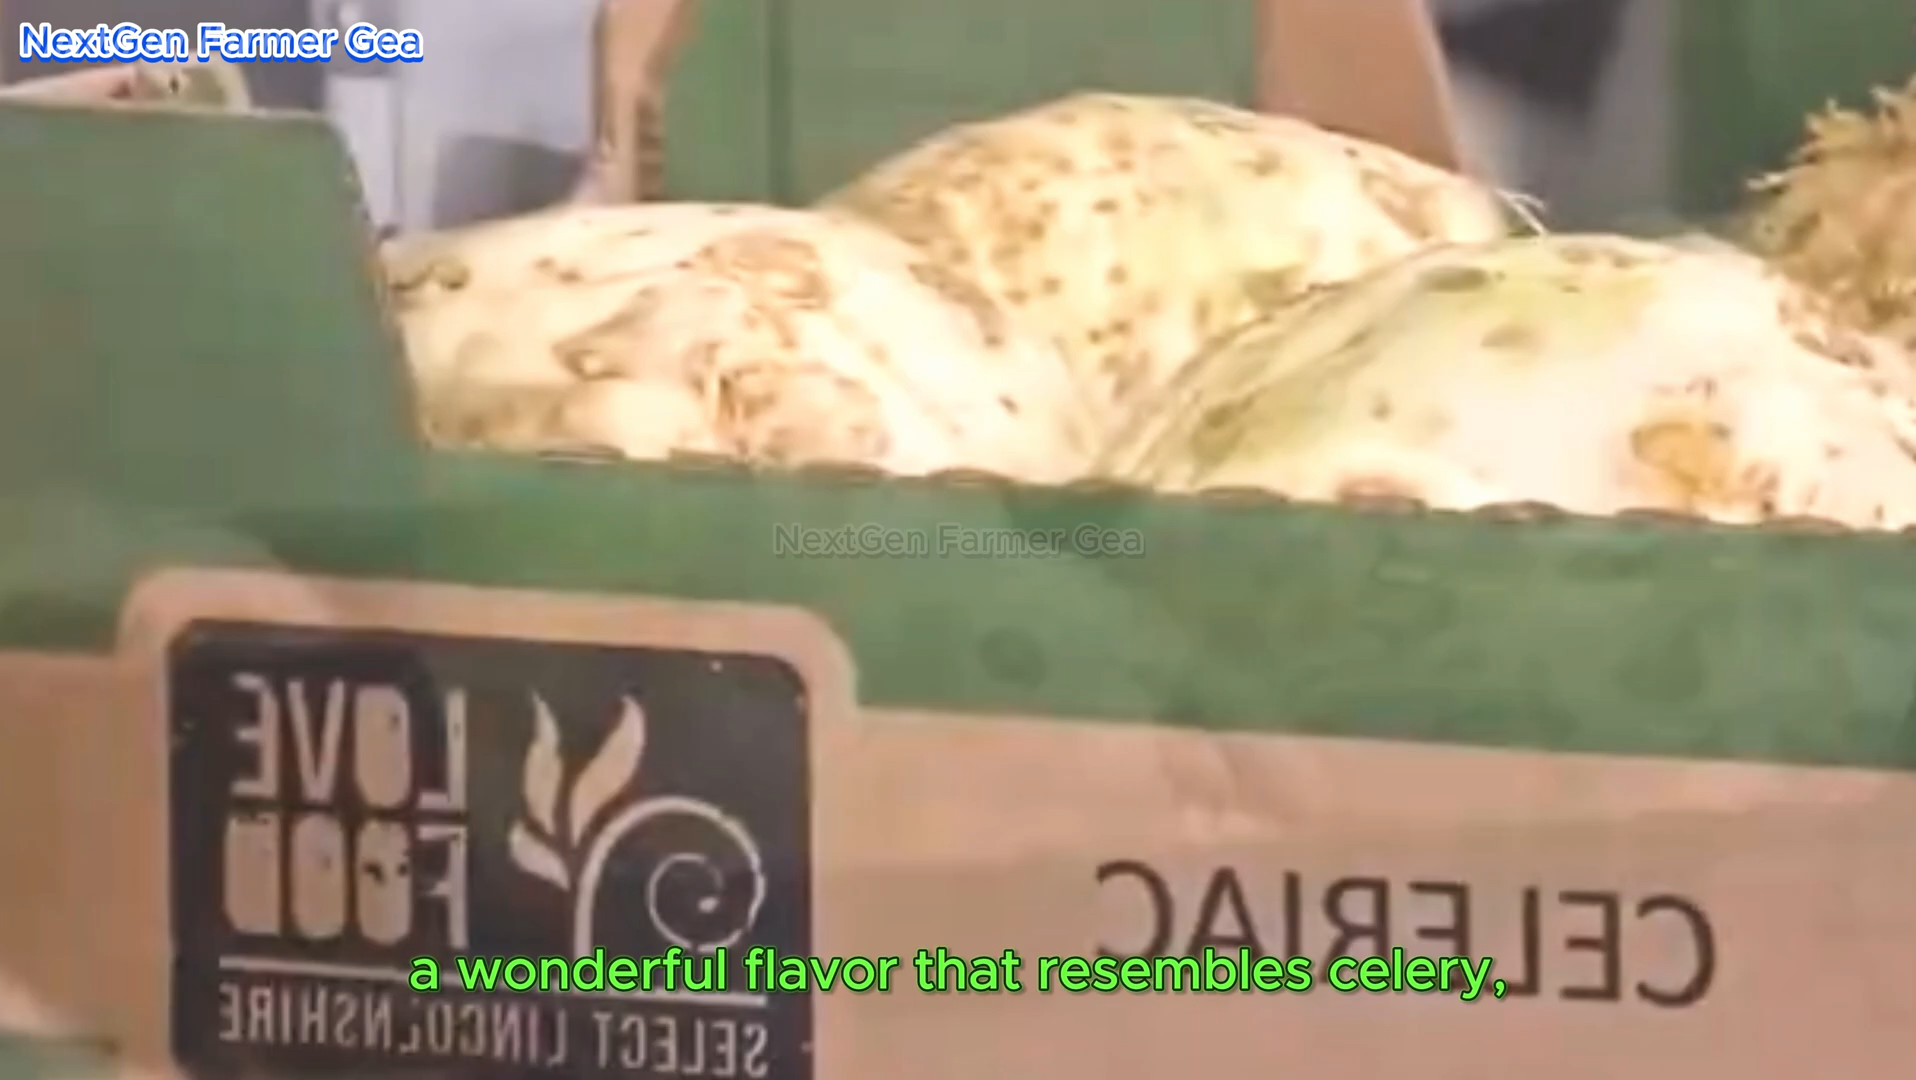 NextGen Farmer Gea
NextGen Farmer Gea
LOVE
FOOD
SELECT LINCOLNSHIRE
CELERIAC
a wonderful flavor that resembles celery,